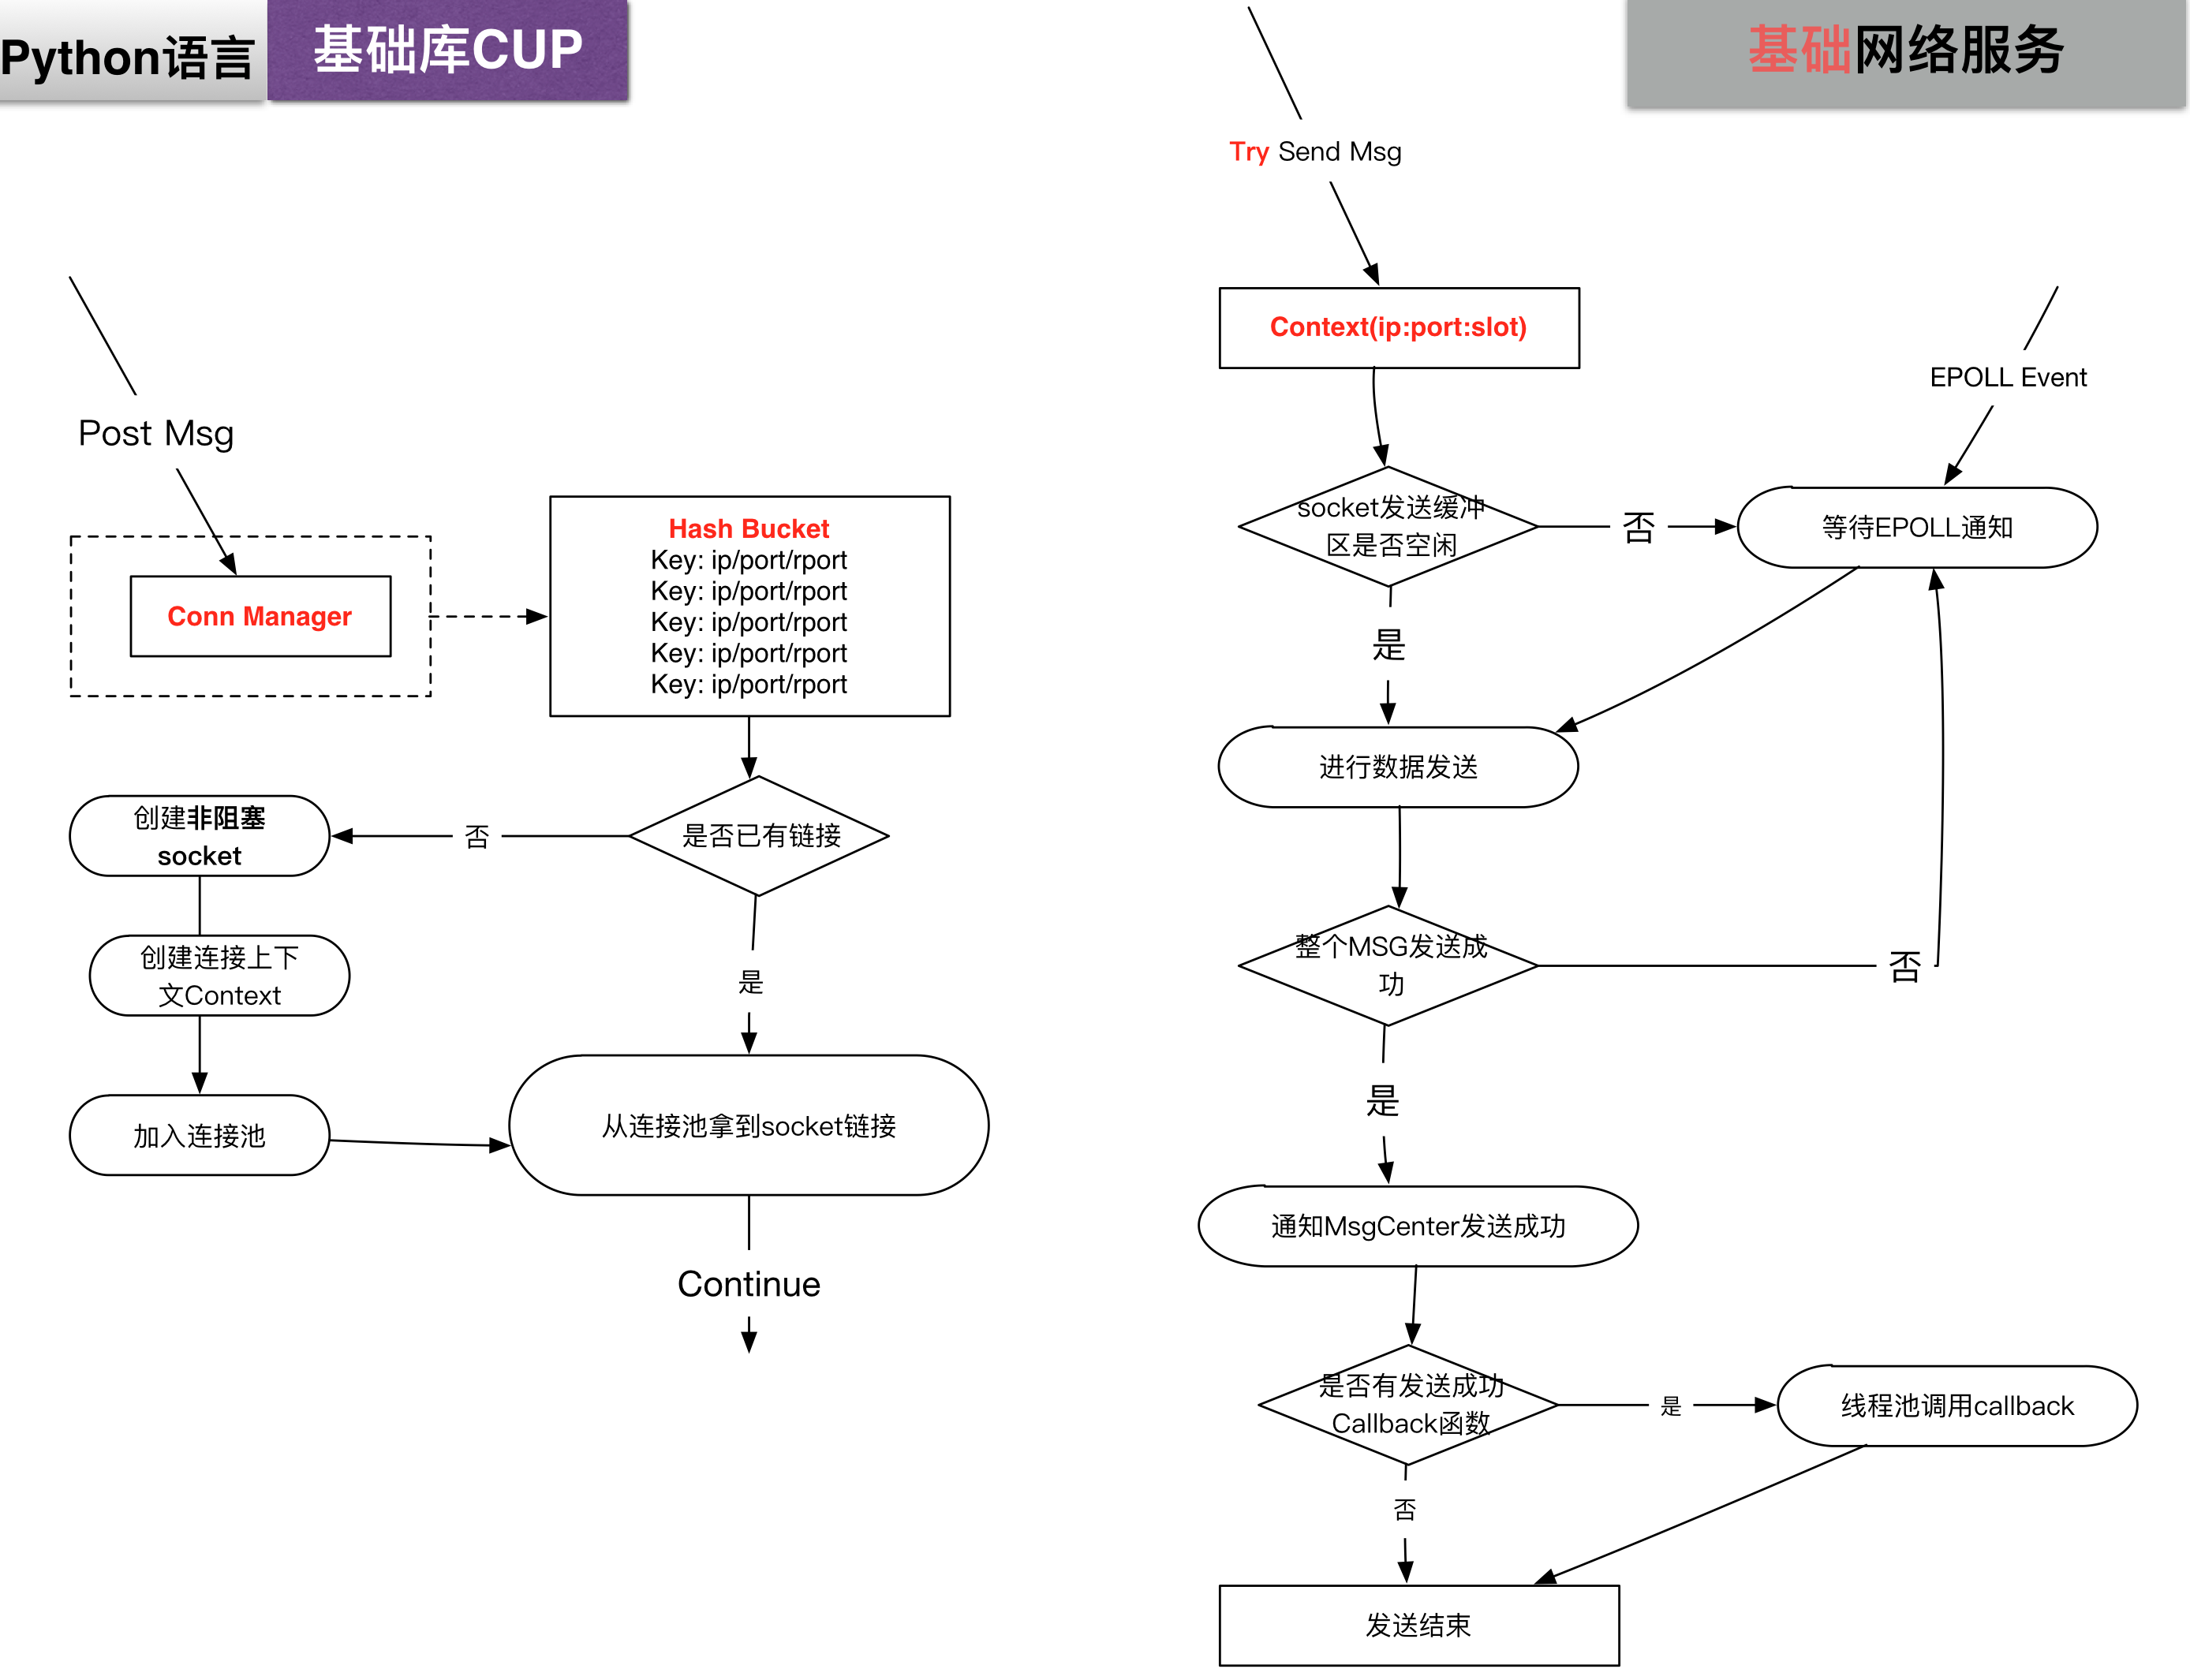 Python语言
基础库CUP
基础网络服务
Post Msg
Conn Manager
Hash Bucket
Key: ip/port/rport
Key: ip/port/rport
Key: ip/port/rport
Key: ip/port/rport
Key: ip/port/rport
是否已有链接
否
创建非阻塞
socket
创建连接上下
文Context
加入连接池
是
从连接池拿到socket链接
Continue
Try Send Msg
Context(ip:port:slot)
EPOLL Event
socket发送缓冲
区是否空闲
否
等待EPOLL通知
是
进行数据发送
整个MSG发送成
功
否
是
通知MsgCenter发送成功
是否有发送成功
Callback函数
是
线程池调用callback
否
发送结束